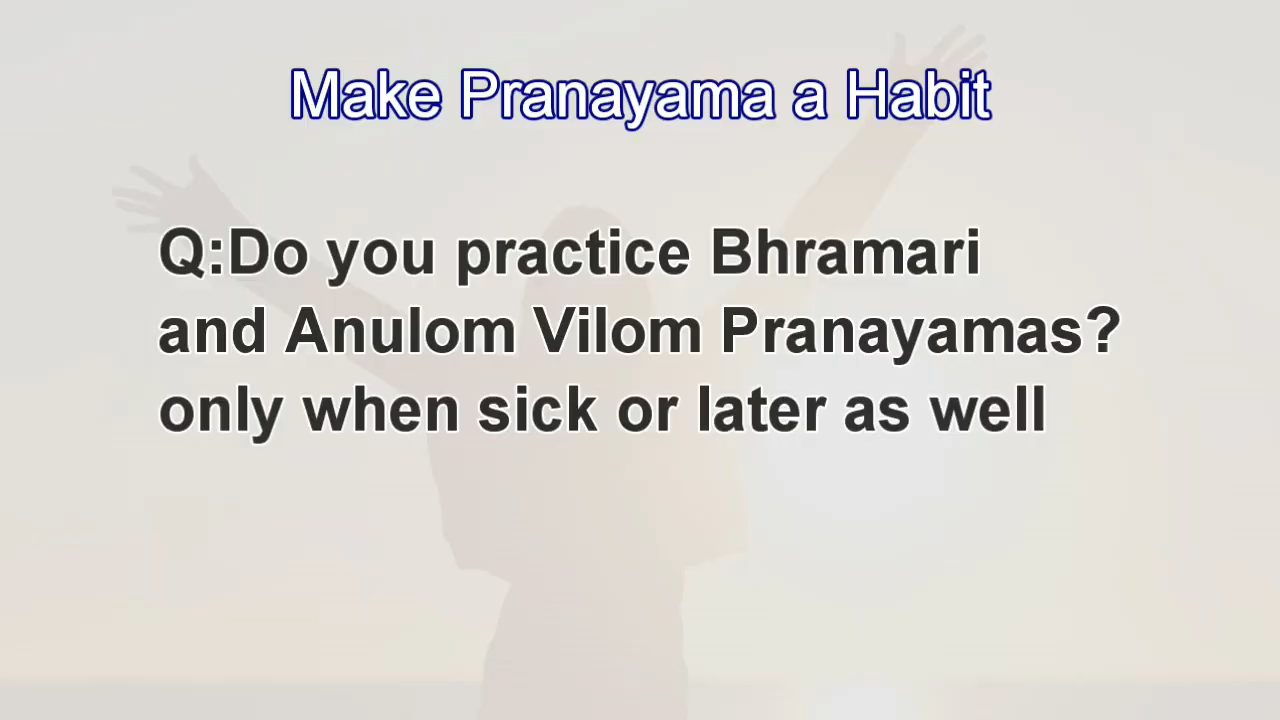 Make Pranayama a Habit
Q:Do you practice Bhramari
and Anulom Vilom Pranayamas?
only when sick or later as well